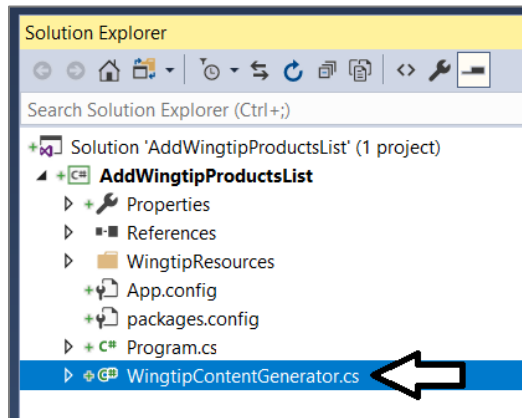 Solution Explorer
Search Solution Explorer (Ctrl+;)
Solution 'AddWingtipProductsList' (1 project)
C# AddWingtipProductsList
Properties
References
WingtipResources
App.config
packages.config
C# Program.cs
C# WingtipContentGenerator.cs